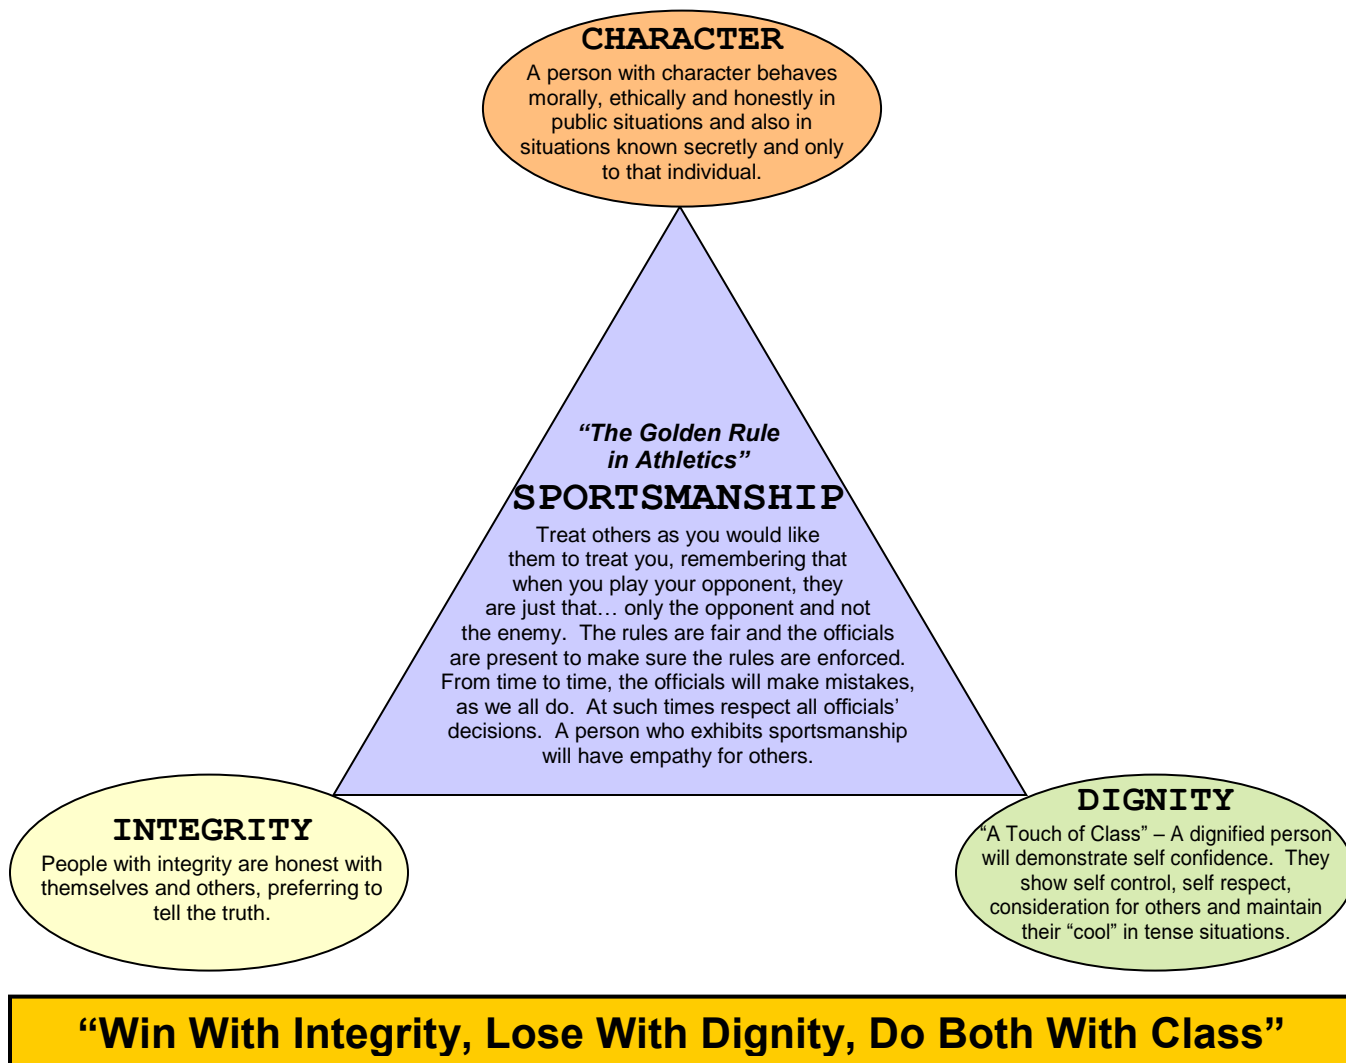 CHARACTER
A person with character behaves
morally, ethically and honestly in
public situations and also in
situations known secretly and only
to that individual.
“The Golden Rule
in Athletics”
SPORTSMANSHIP
Treat others as you would like
them to treat you, remembering that
when you play your opponent, they
are just that… only the opponent and not
the enemy.  The rules are fair and the officials
are present to make sure the rules are enforced.
From time to time, the officials will make mistakes,
as we all do.  At such times respect all officials’
decisions.  A person who exhibits sportsmanship
will have empathy for others.
INTEGRITY
People with integrity are honest with
themselves and others, preferring to
tell the truth.
DIGNITY
“A Touch of Class” – A dignified person
will demonstrate self confidence.  They
show self control, self respect,
consideration for others and maintain
their “cool” in tense situations.
“Win With Integrity, Lose With Dignity, Do Both With Class”